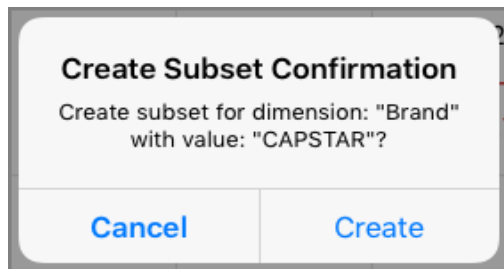 Create Subset Confirmation
Create subset for dimension: "Brand"
with value: "CAPSTAR"?
Cancel
Create